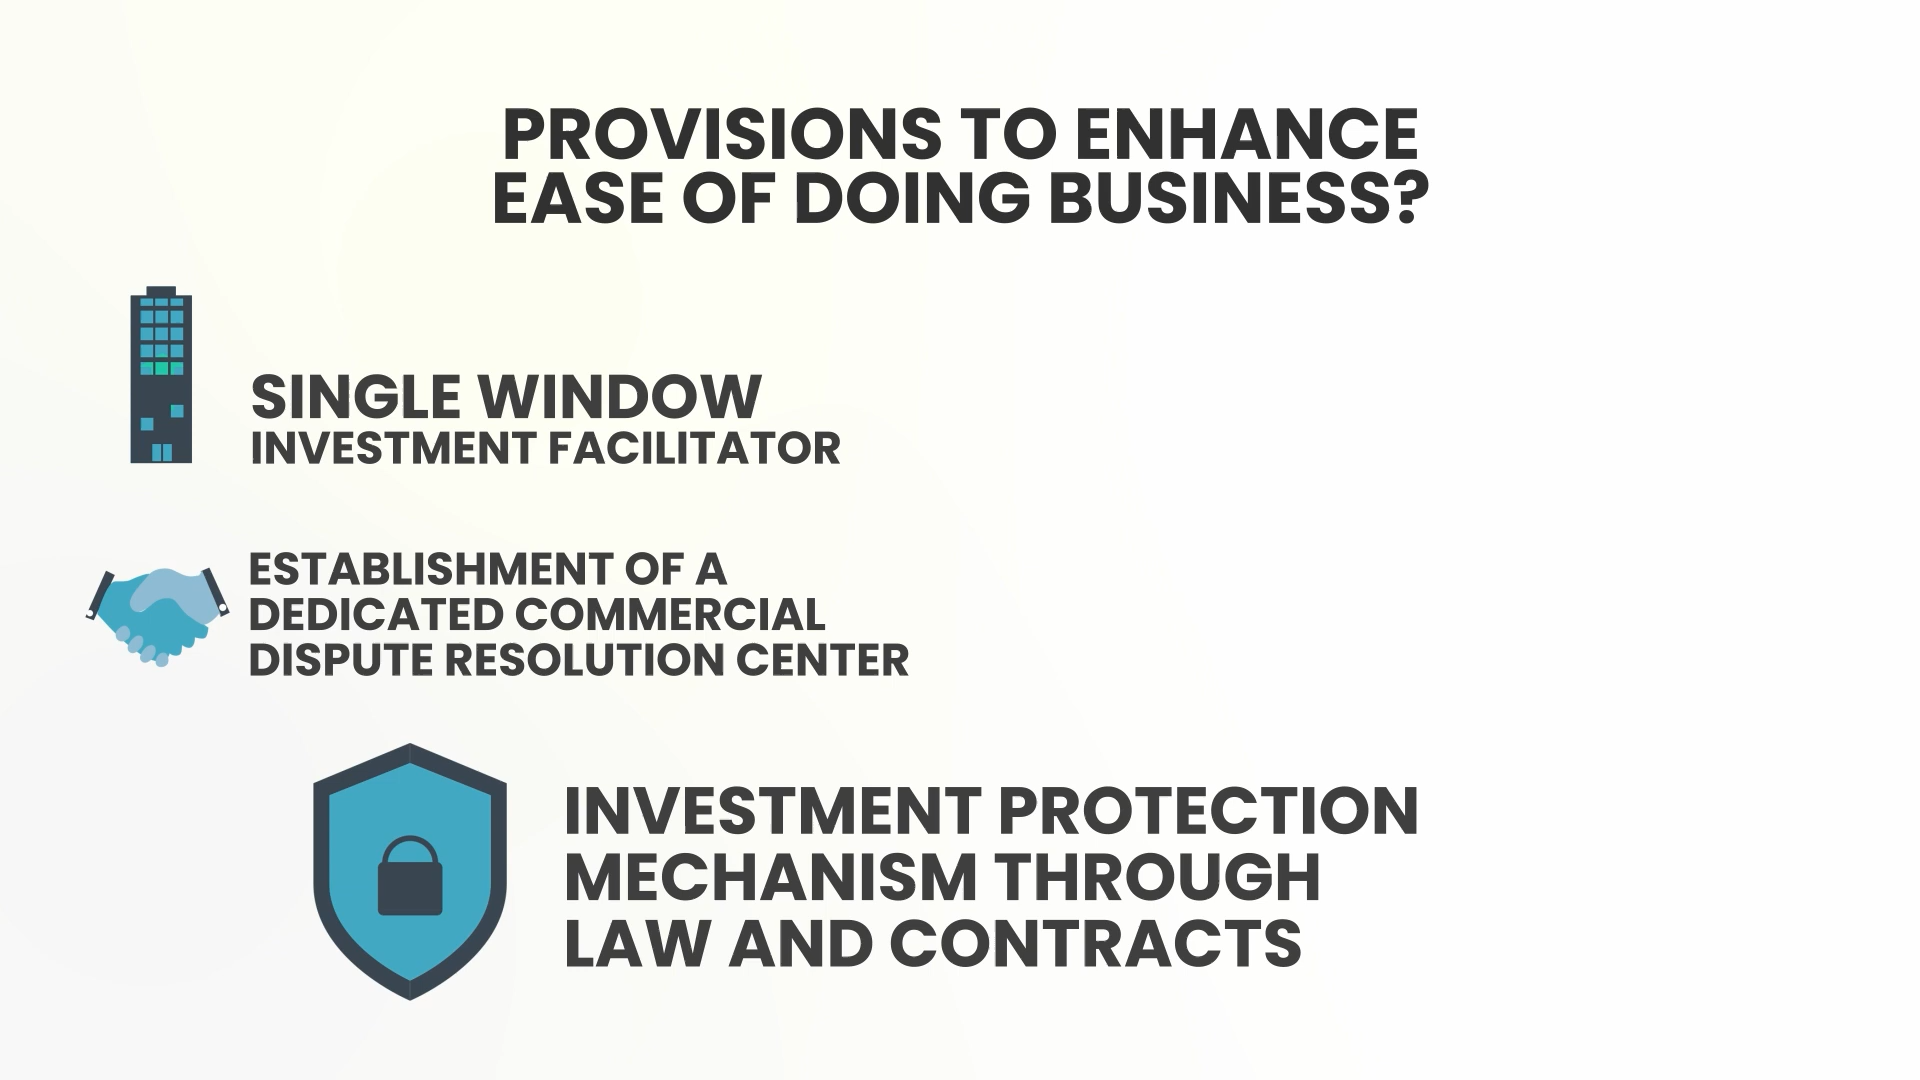 PROVISIONS TO ENHANCE
EASE OF DOING BUSINESS?
SINGLE WINDOW
INVESTMENT FACILITATOR
ESTABLISHMENT OF A
DEDICATED COMMERCIAL
DISPUTE RESOLUTION CENTER
INVESTMENT PROTECTION
MECHANISM THROUGH
LAW AND CONTRACTS